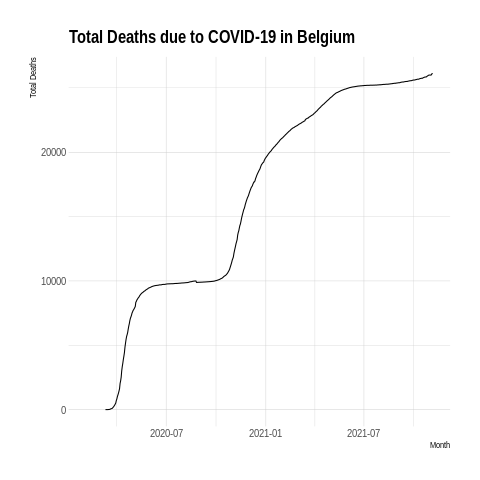 Total Deaths due to COVID-19 in Belgium
Total Deaths
20000
10000
0
2020-07 2021-01 2021-07
Month